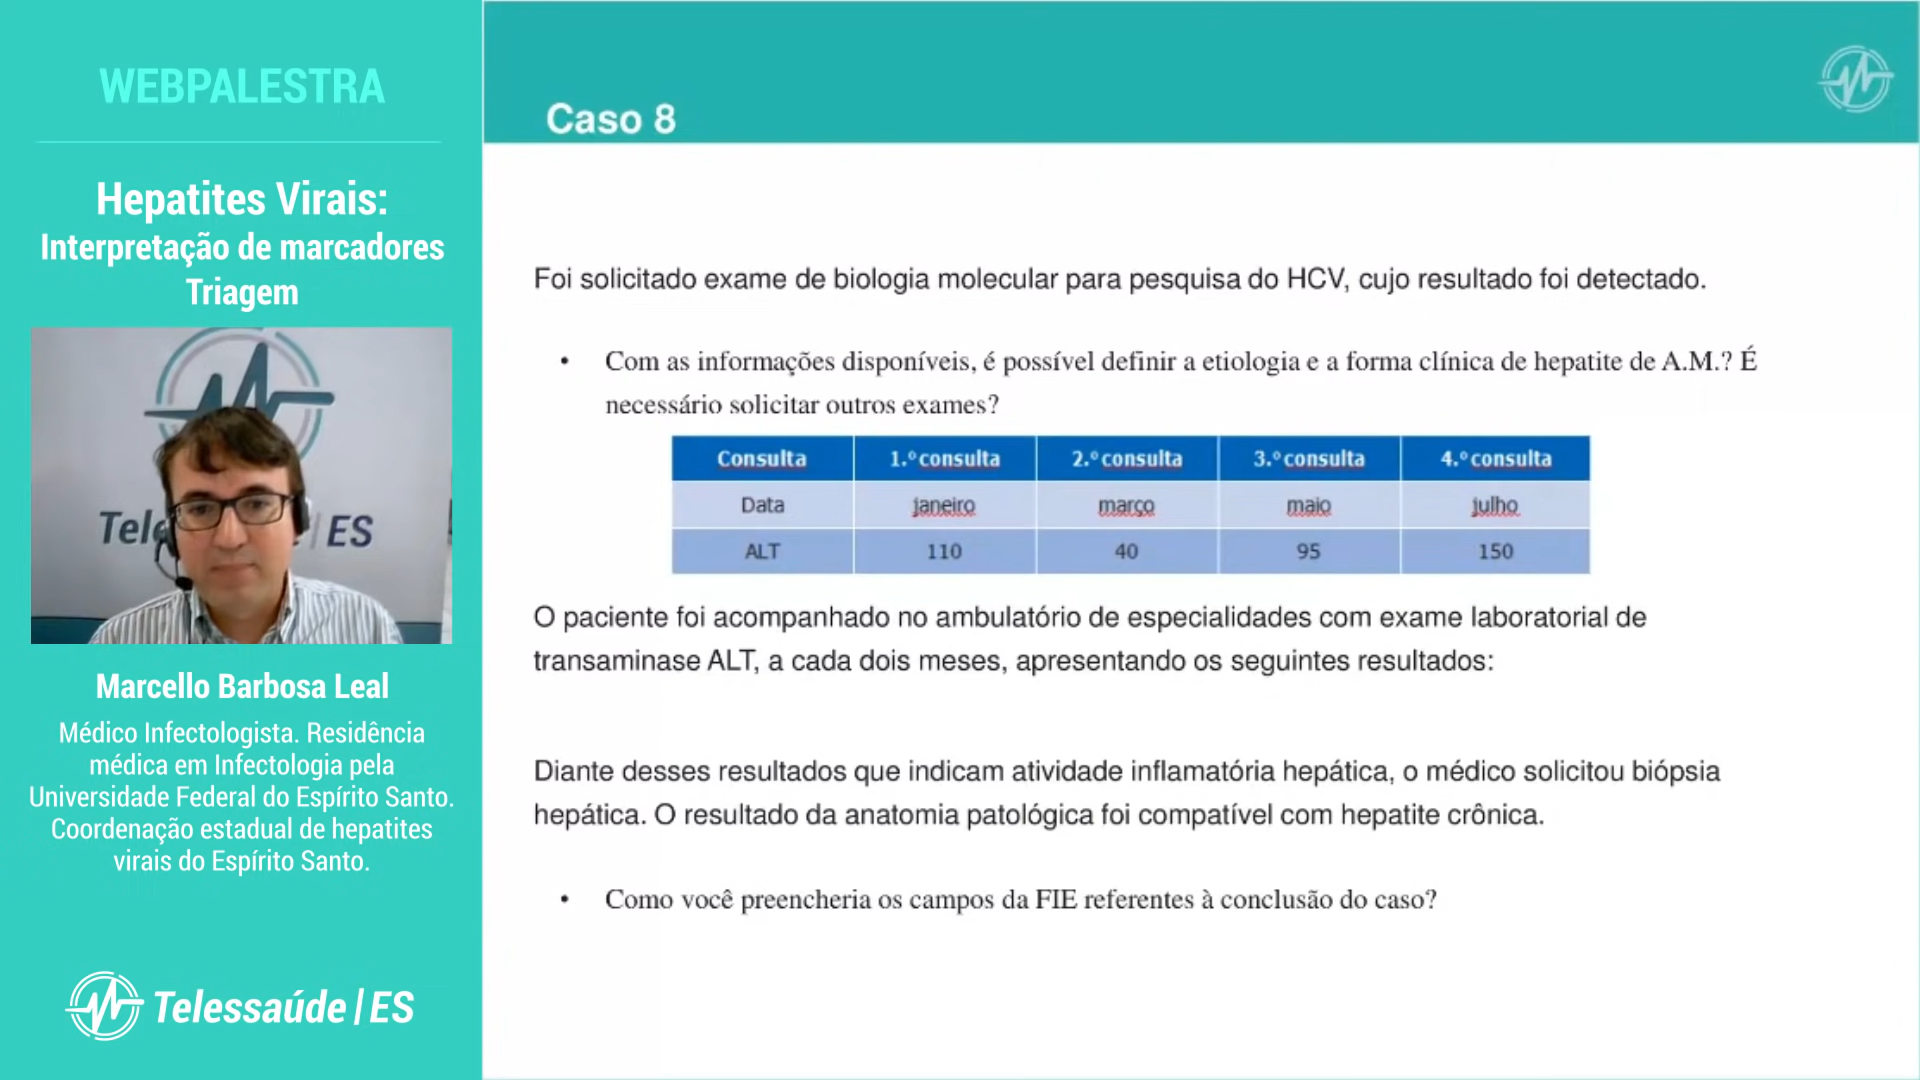 WEBPALESTRA
Hepatites Virais:
Interpretação de marcadores
Triagem
Tele
ES
Marcello Barbosa Leal
Médico Infectologista. Residência
médica em Infectologia pela
Universidade Federal do Espírito Santo.
Coordenação estadual de hepatites
virais do Espírito Santo.
Telessaúde|ES
Caso 8
Foi solicitado exame de biologia molecular para pesquisa do HCV, cujo resultado foi detectado.
• Com as informações disponíveis, é possível definir a etiologia e a forma clínica de hepatite de A.M.? É
necessário solicitar outros exames?
Consulta 1.º consulta 2.º consulta 3.º consulta 4.º consulta
Data janeiro março maio julho
ALT 110 40 95 150
O paciente foi acompanhado no ambulatório de especialidades com exame laboratorial de
transaminase ALT, a cada dois meses, apresentando os seguintes resultados:
Diante desses resultados que indicam atividade inflamatória hepática, o médico solicitou biópsia
hepática. O resultado da anatomia patológica foi compatível com hepatite crônica.
• Como você preencheria os campos da FIE referentes à conclusão do caso?